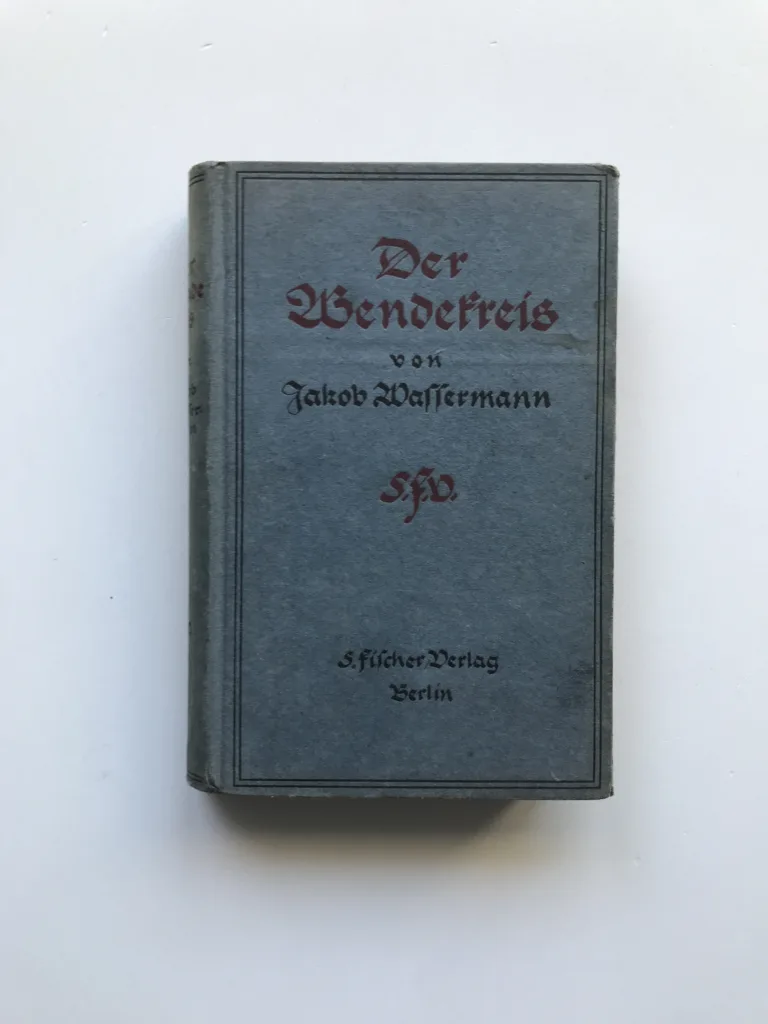 Der
Wendekreis
von
Jakob Wassermann
S.F.V.
S. Fischer, Verlag
Berlin